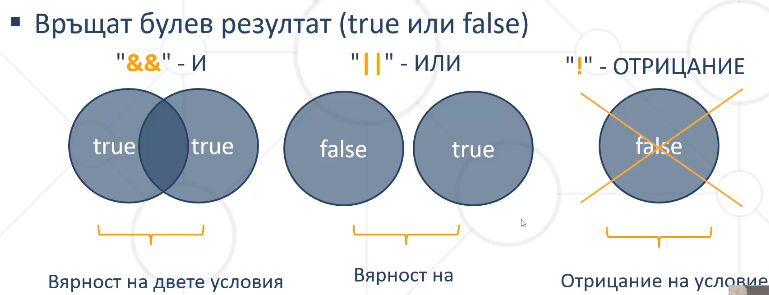 ▪ Връщат булев резултат (true или false)
"&&" - И
"||" - ИЛИ
"!" - ОТРИЦАНИЕ
true true
false true
false
Вярност на двете условия
Вярност на
Отрицание на условие